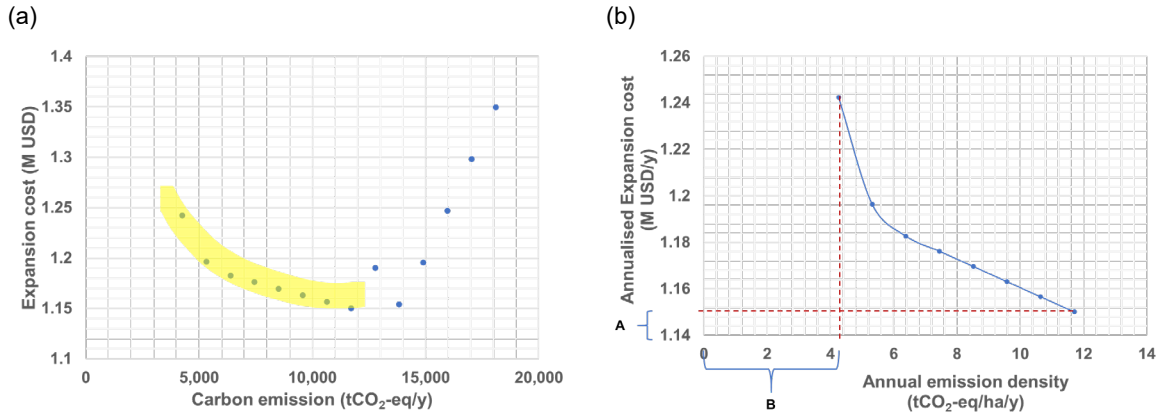 (a)
1.4
1.35
1.3
1.25
1.2
1.15
1.1
Expansion cost (M USD)
0
5,000
10,000
15,000
20,000
Carbon emission (tCO₂-eq/y)
(b)
1.26
1.24
1.22
1.2
1.18
1.16
1.14
Annualised Expansion cost
(M USD/y)
A
0
2
4
6
8
10
12
14
B
Annual emission density
(tCO₂-eq/ha/y)